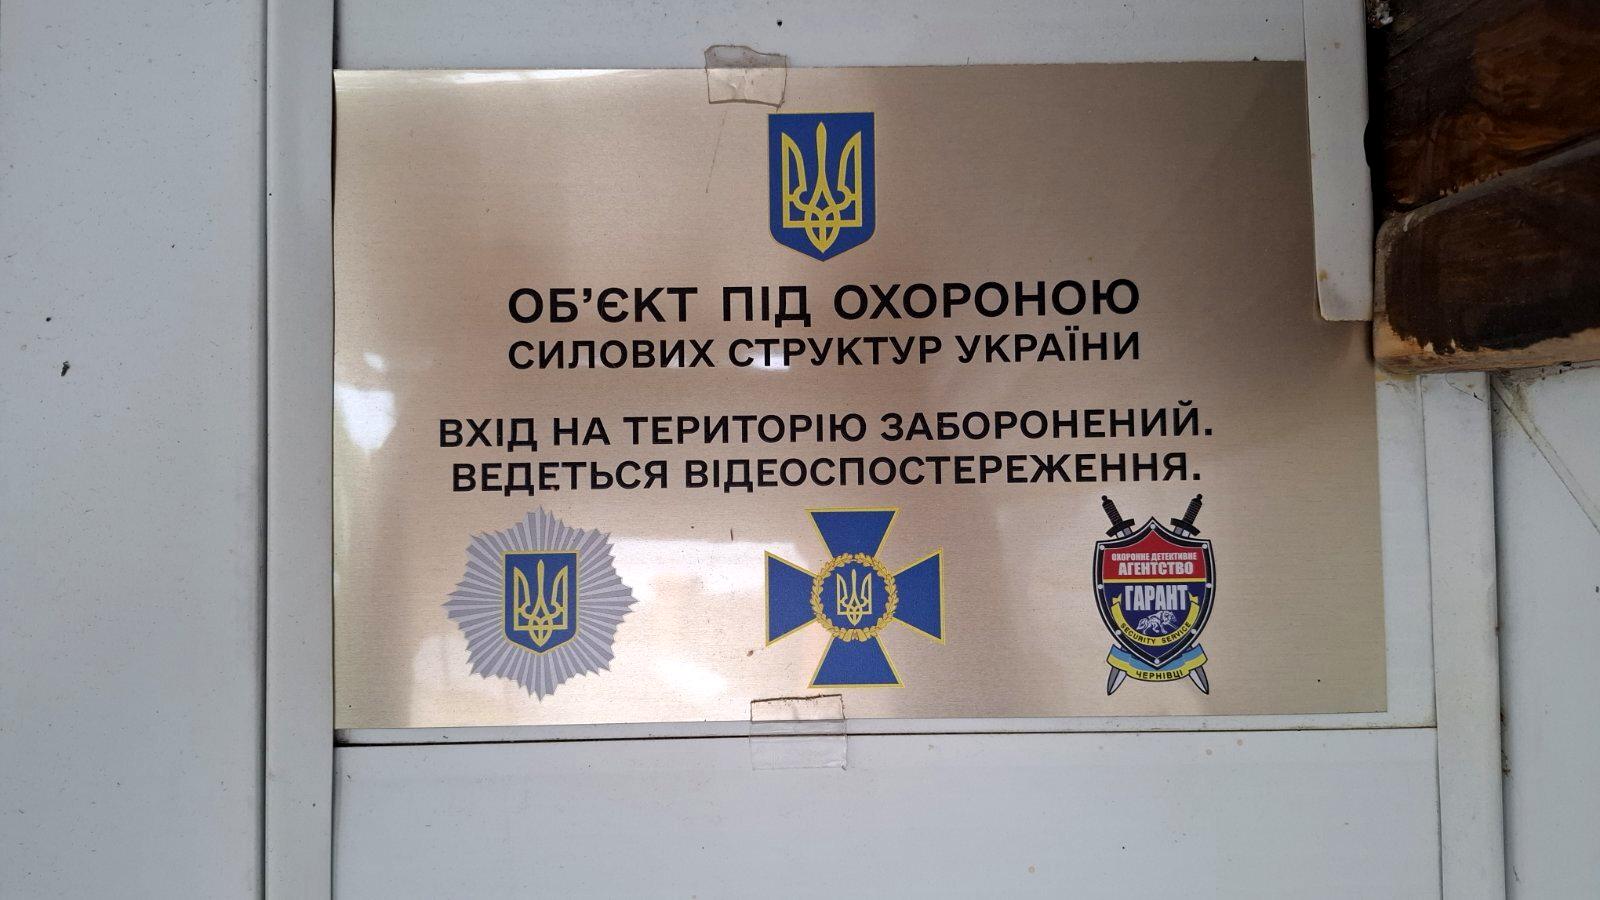 ОБ’ЄКТ ПІД ОХОРОНОЮ
СИЛОВИХ СТРУКТУР УКРАЇНИ
ВХІД НА ТЕРИТОРІЮ ЗАБОРОНЕНИЙ.
ВЕДЕТЬСЯ ВІДЕОСПОСТЕРЕЖЕННЯ.
ОХОРОННЕ ДЕТЕКТИВНЕ
АГЕНТСТВО
ГАРАНТ
SECURITY SERVICE
ЧЕРНІВЦІ